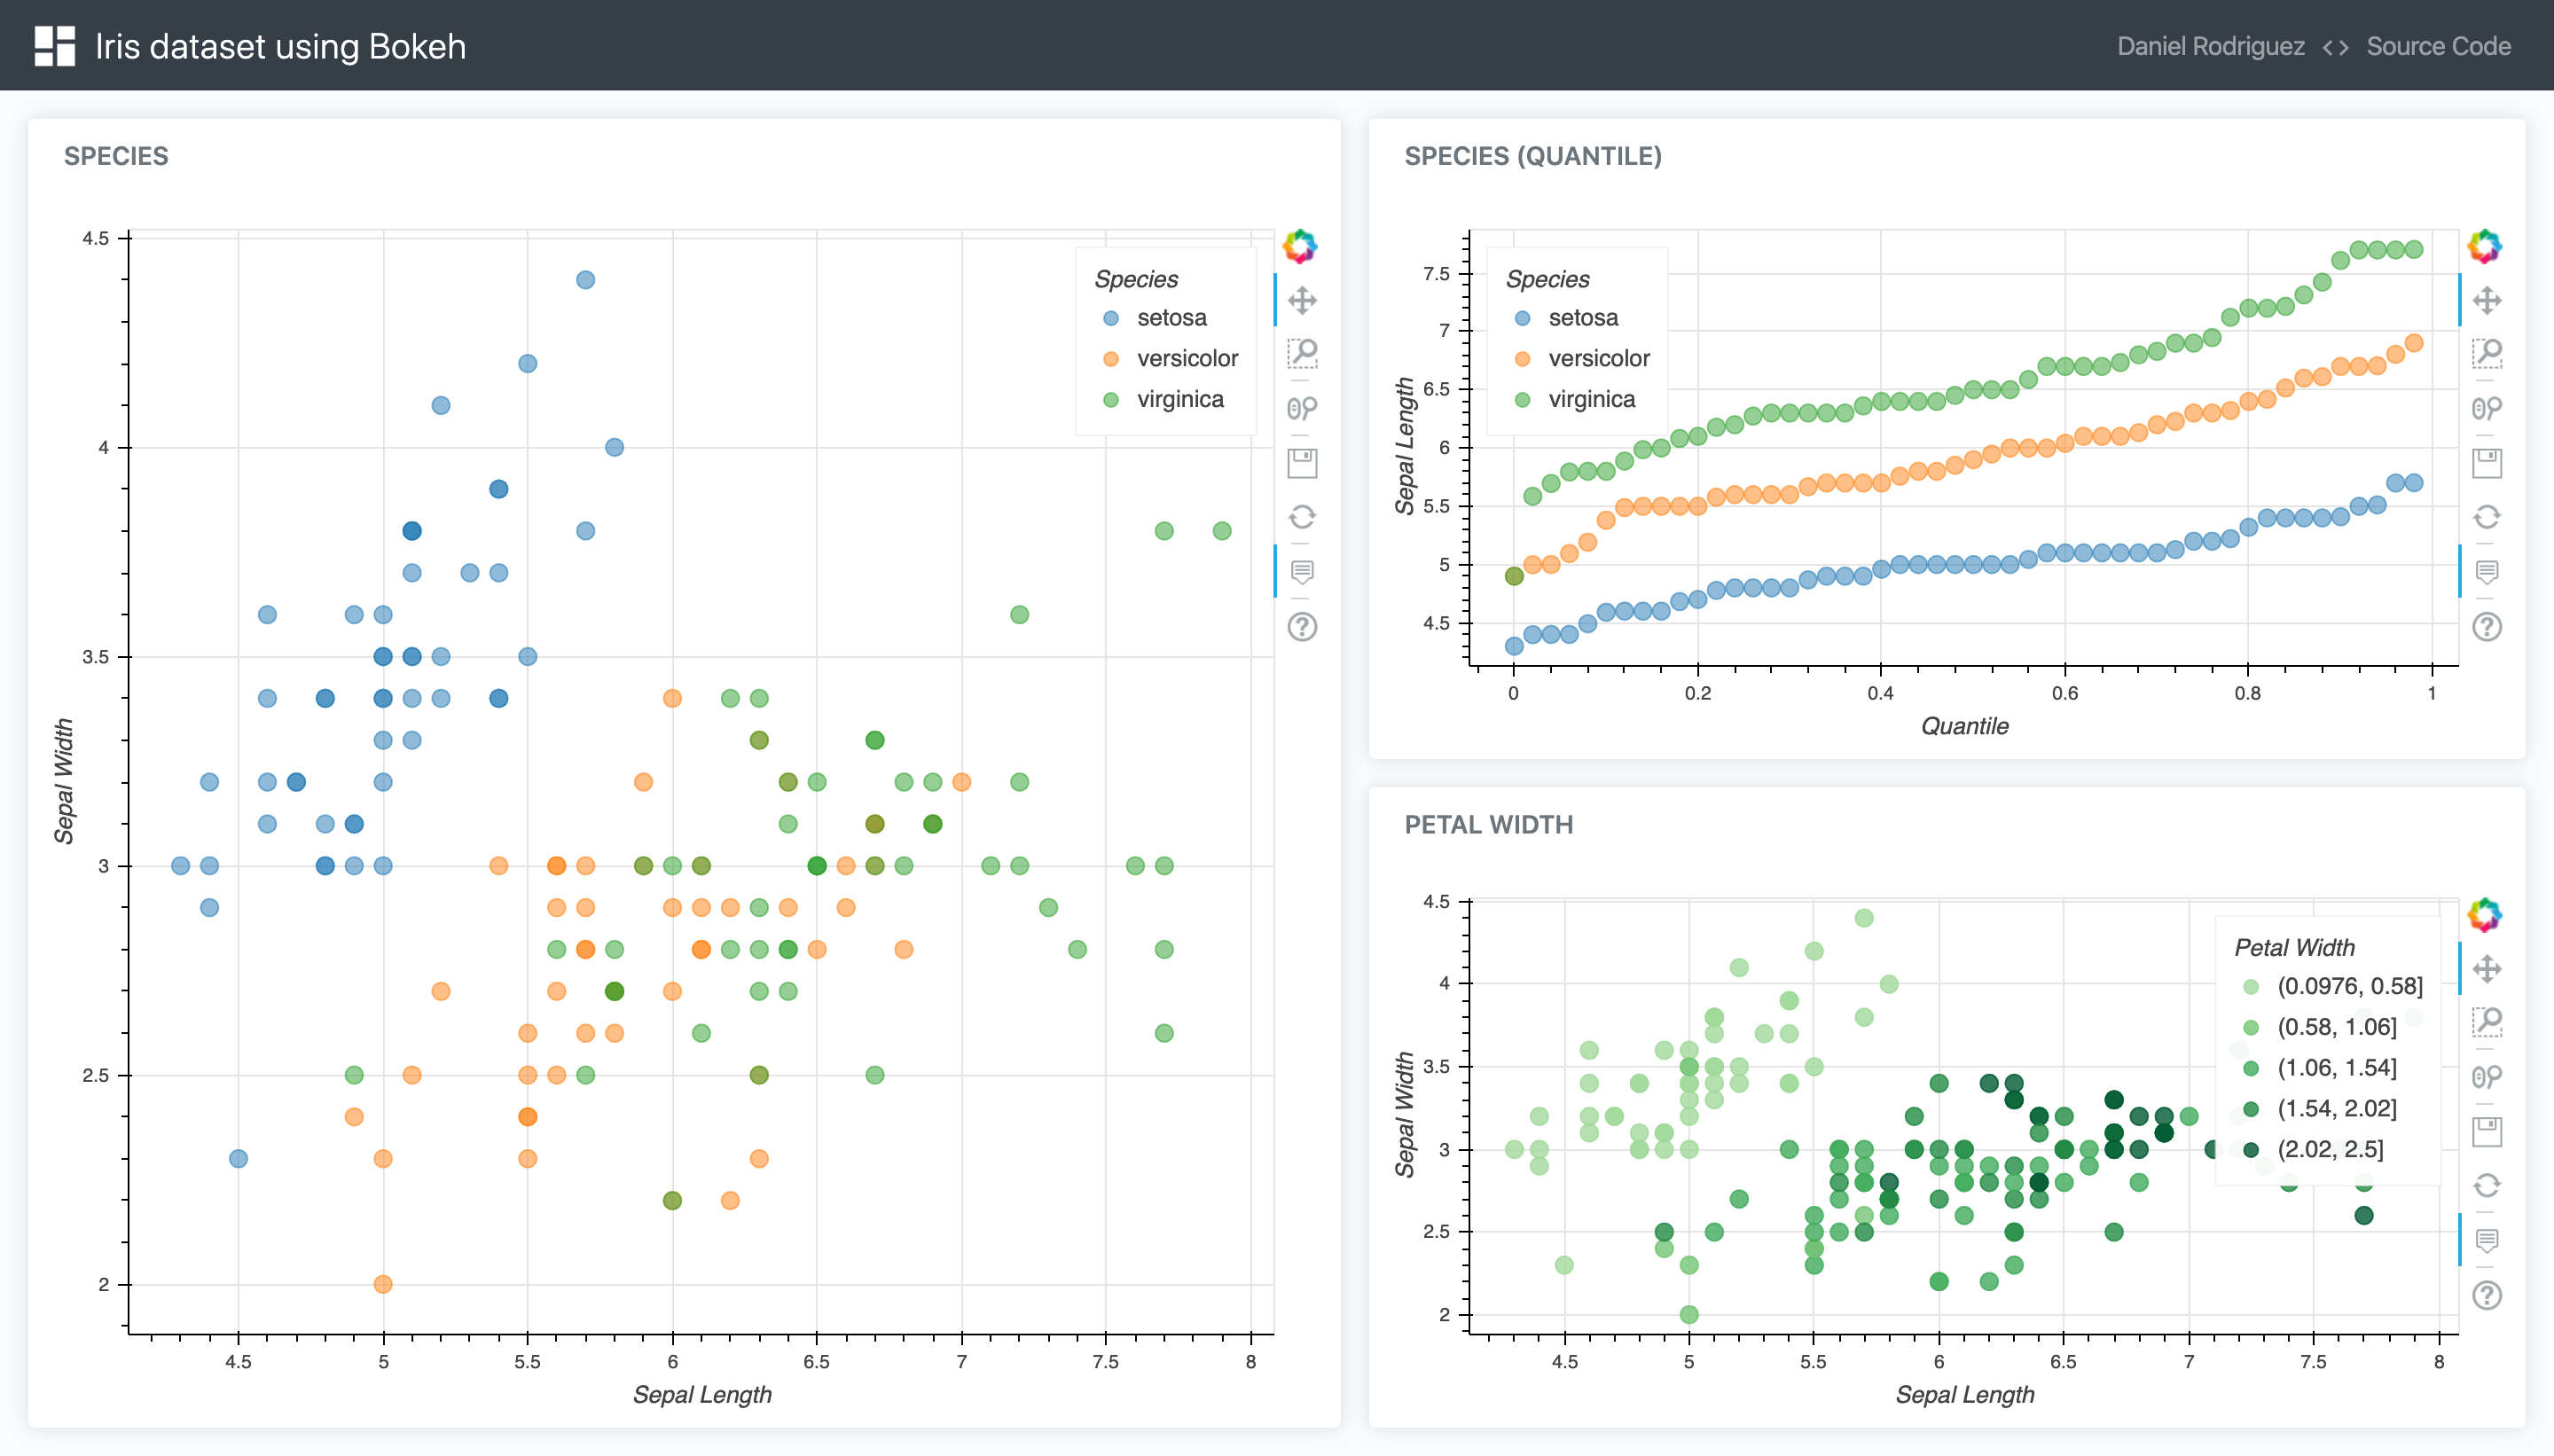 Iris dataset using Bokeh
Daniel Rodriguez <> Source Code
SPECIES
4.5
4
3.5
3
2.5
2
Sepal Width
Species
setosa
versicolor
virginica
4.5 5 5.5 6 6.5 7 7.5 8
Sepal Length
SPECIES (QUANTILE)
7.5
7
6.5
6
5.5
5
4.5
Sepal Length
Species
setosa
versicolor
virginica
0 0.2 0.4 0.6 0.8 1
Quantile
PETAL WIDTH
4.5
4
3.5
3
2.5
2
Sepal Width
Petal Width
(0.0976, 0.58]
(0.58, 1.06]
(1.06, 1.54]
(1.54, 2.02]
(2.02, 2.5]
4.5 5 5.5 6 6.5 7 7.5 8
Sepal Length